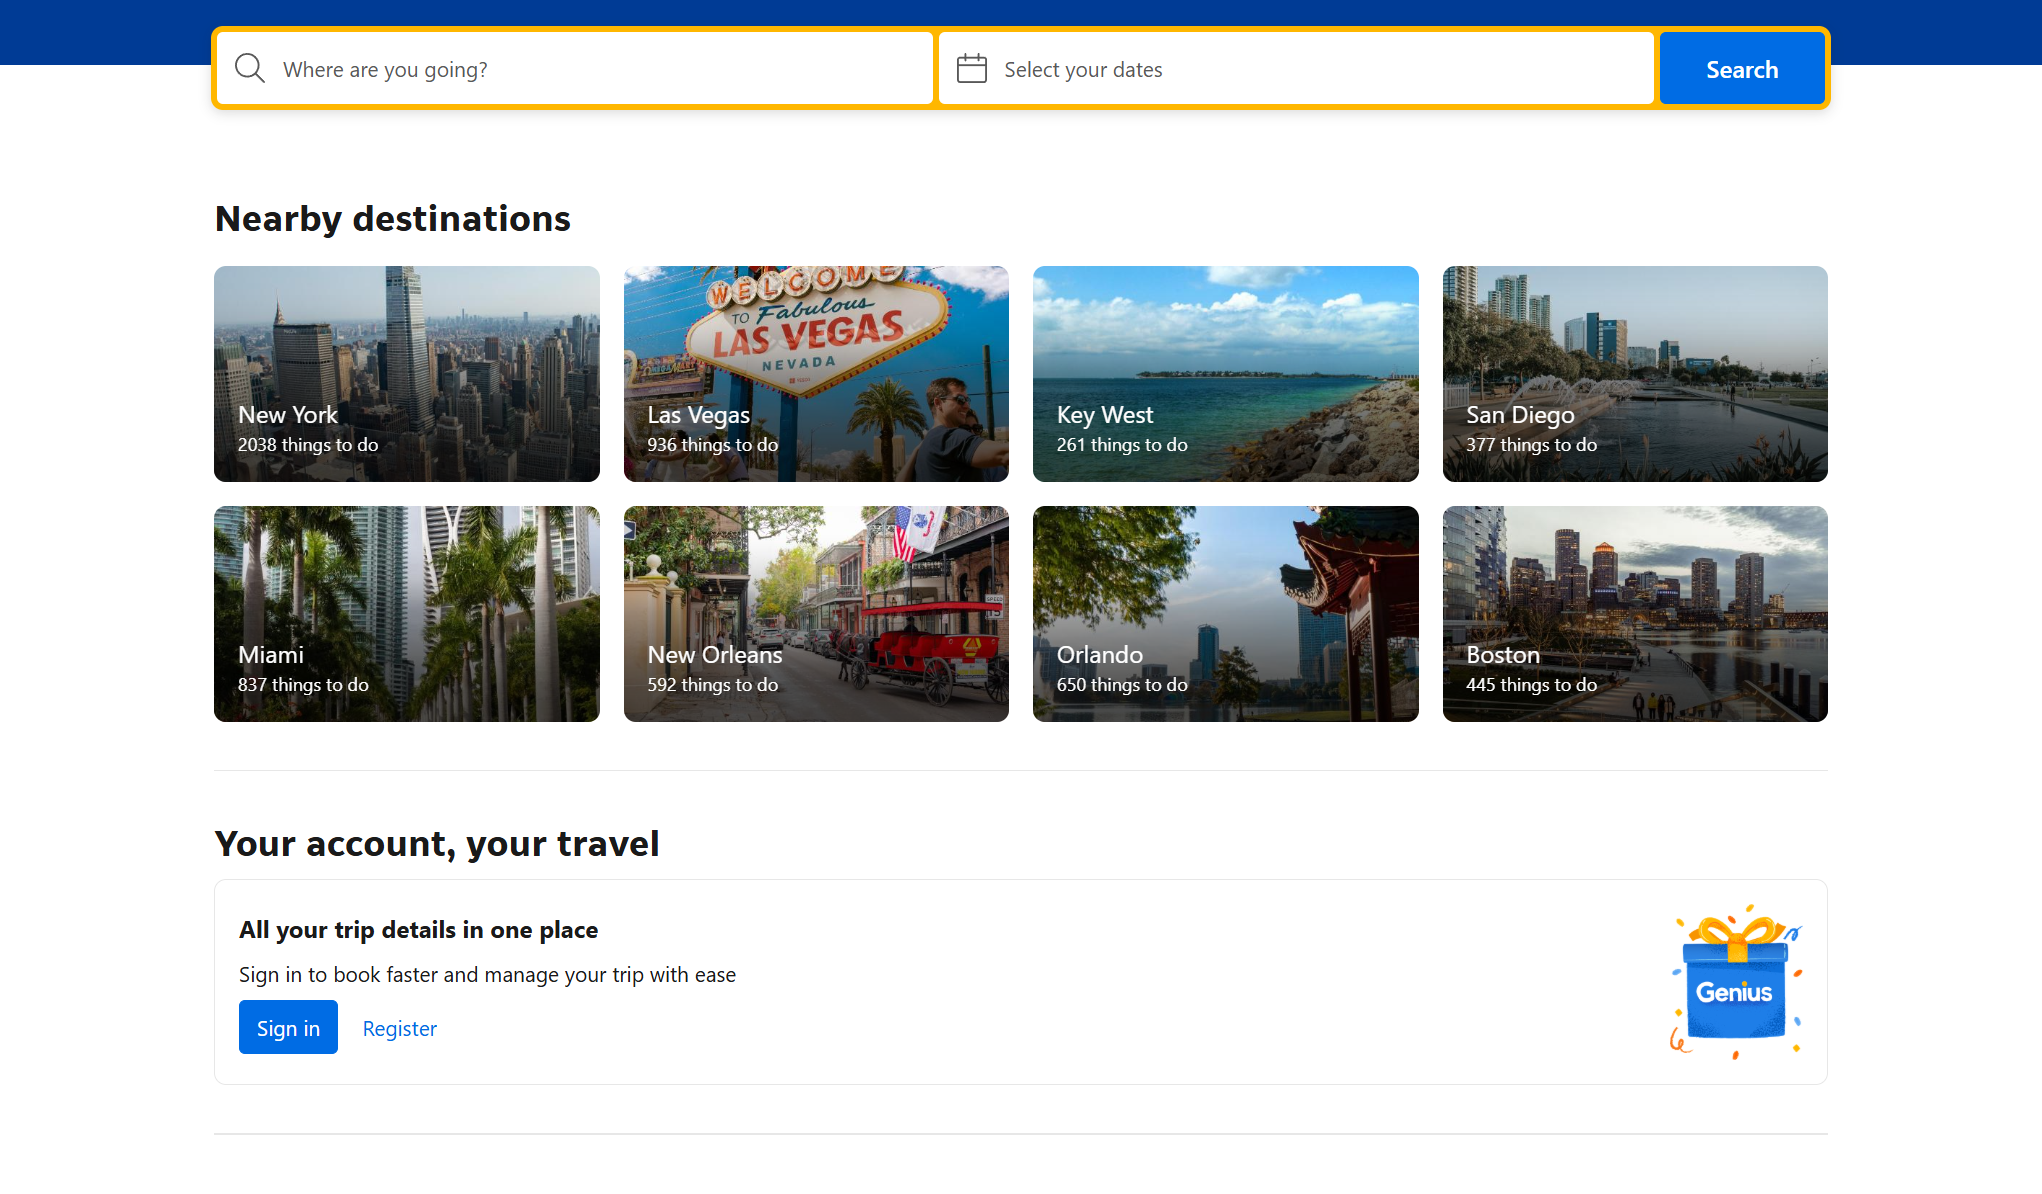 Where are you going?
Select your dates
Search
Nearby destinations
WELCOME
TO Fabulous
LAS VEGAS
NEVADA
New York
2038 things to do
Las Vegas
936 things to do
Key West
261 things to do
San Diego
377 things to do
SPEED
15
Miami
837 things to do
New Orleans
592 things to do
Orlando
650 things to do
Boston
445 things to do
Your account, your travel
All your trip details in one place
Sign in to book faster and manage your trip with ease
Genius
Sign in
Register